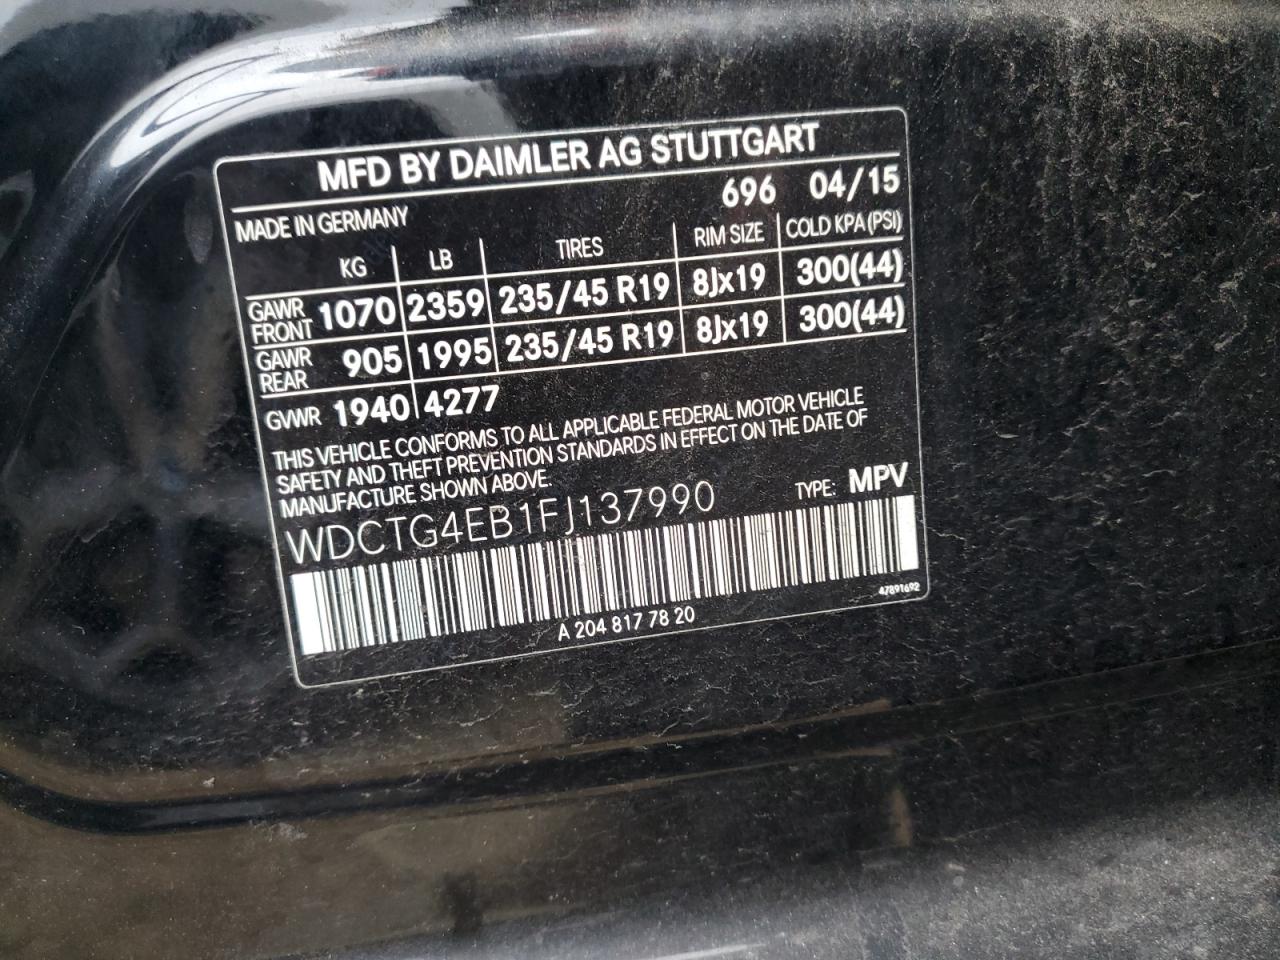 MFD BY DAIMLER AG STUTTGART
696 04/15
MADE IN GERMANY
KG LB TIRES RIM SIZE COLD KPA (PSI)
GAWR FRONT 1070 2359 235/45 R19 8Jx19 300(44)
GAWR REAR 905 1995 235/45 R19 8Jx19 300(44)
GVWR 1940 4277
THIS VEHICLE CONFORMS TO ALL APPLICABLE FEDERAL MOTOR VEHICLE
SAFETY AND THEFT PREVENTION STANDARDS IN EFFECT ON THE DATE OF
MANUFACTURE SHOWN ABOVE.
WDCTG4EB1FJ137990 TYPE: MPV
A 204 817 78 20
47891692